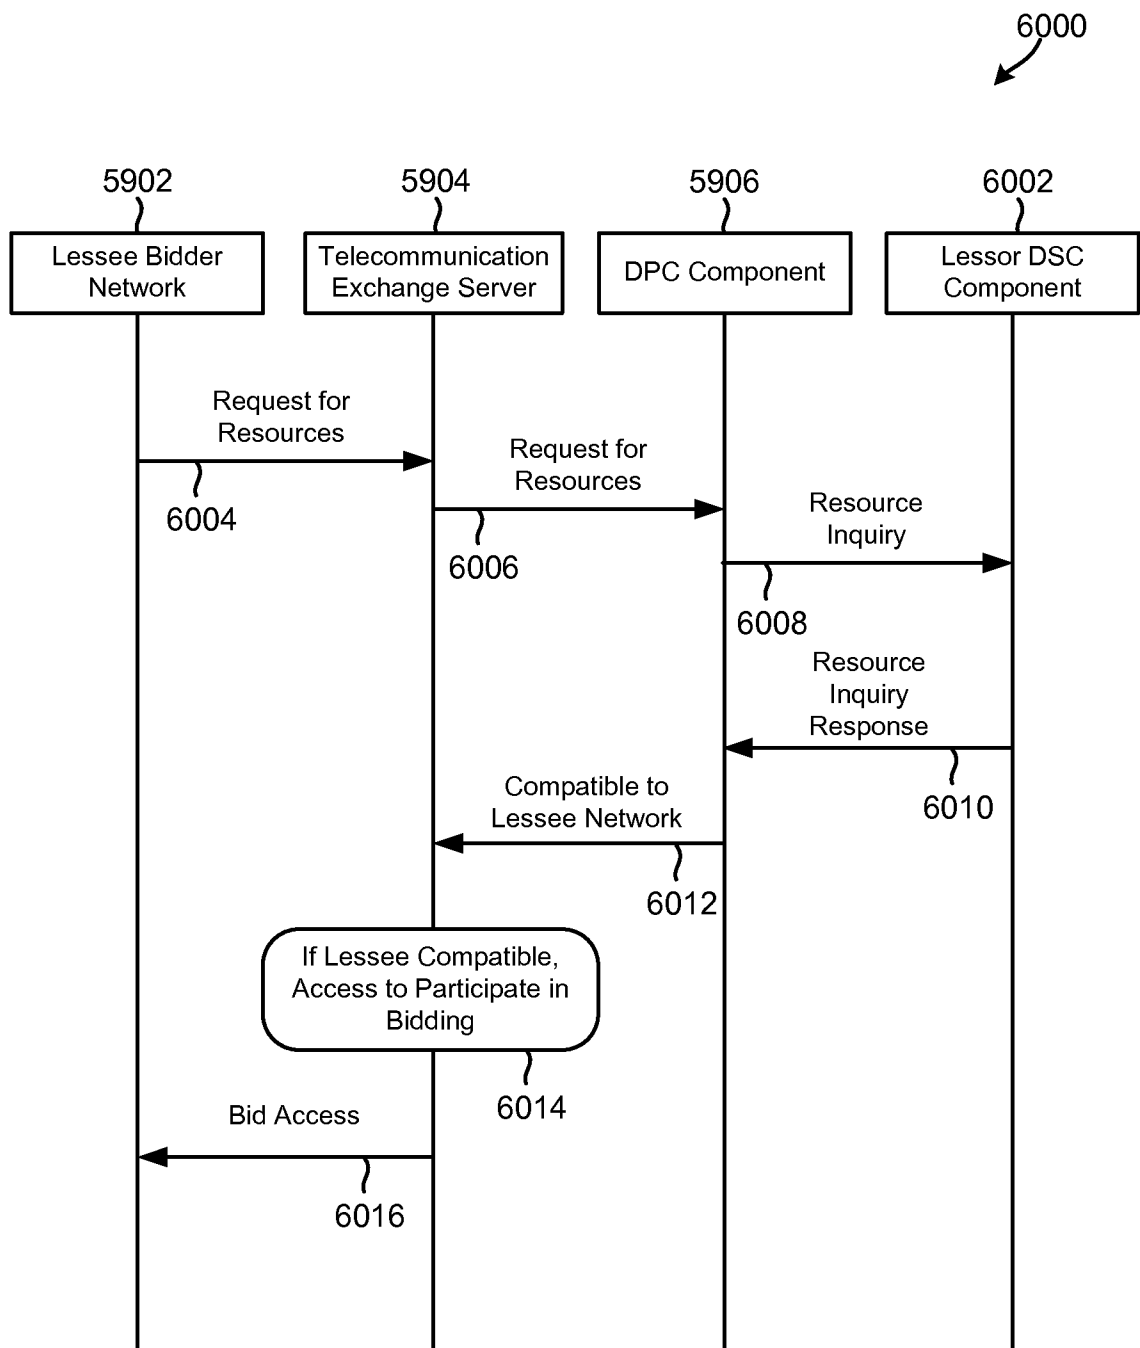 6000
5902
5904
5906
6002
Lessee Bidder
Network
Telecommunication
Exchange Server
DPC Component
Lessor DSC
Component
Request for
Resources
6004
Request for
Resources
6006
Resource
Inquiry
6008
Resource
Inquiry
Response
6010
Compatible to
Lessee Network
6012
If Lessee Compatible,
Access to Participate in
Bidding
6014
Bid Access
6016